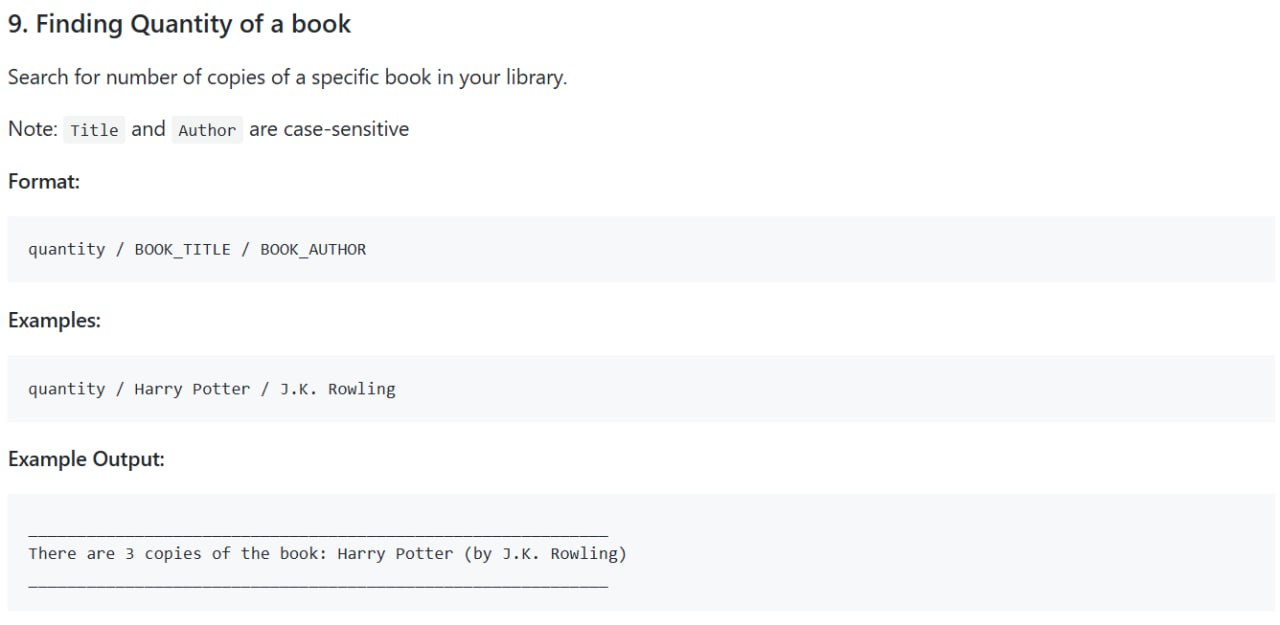 9. Finding Quantity of a book
Search for number of copies of a specific book in your library.
Note: Title and Author are case-sensitive
Format:
quantity / BOOK_TITLE / BOOK_AUTHOR
Examples:
quantity / Harry Potter / J.K. Rowling
Example Output:
____________________________________________________________
There are 3 copies of the book: Harry Potter (by J.K. Rowling)
____________________________________________________________